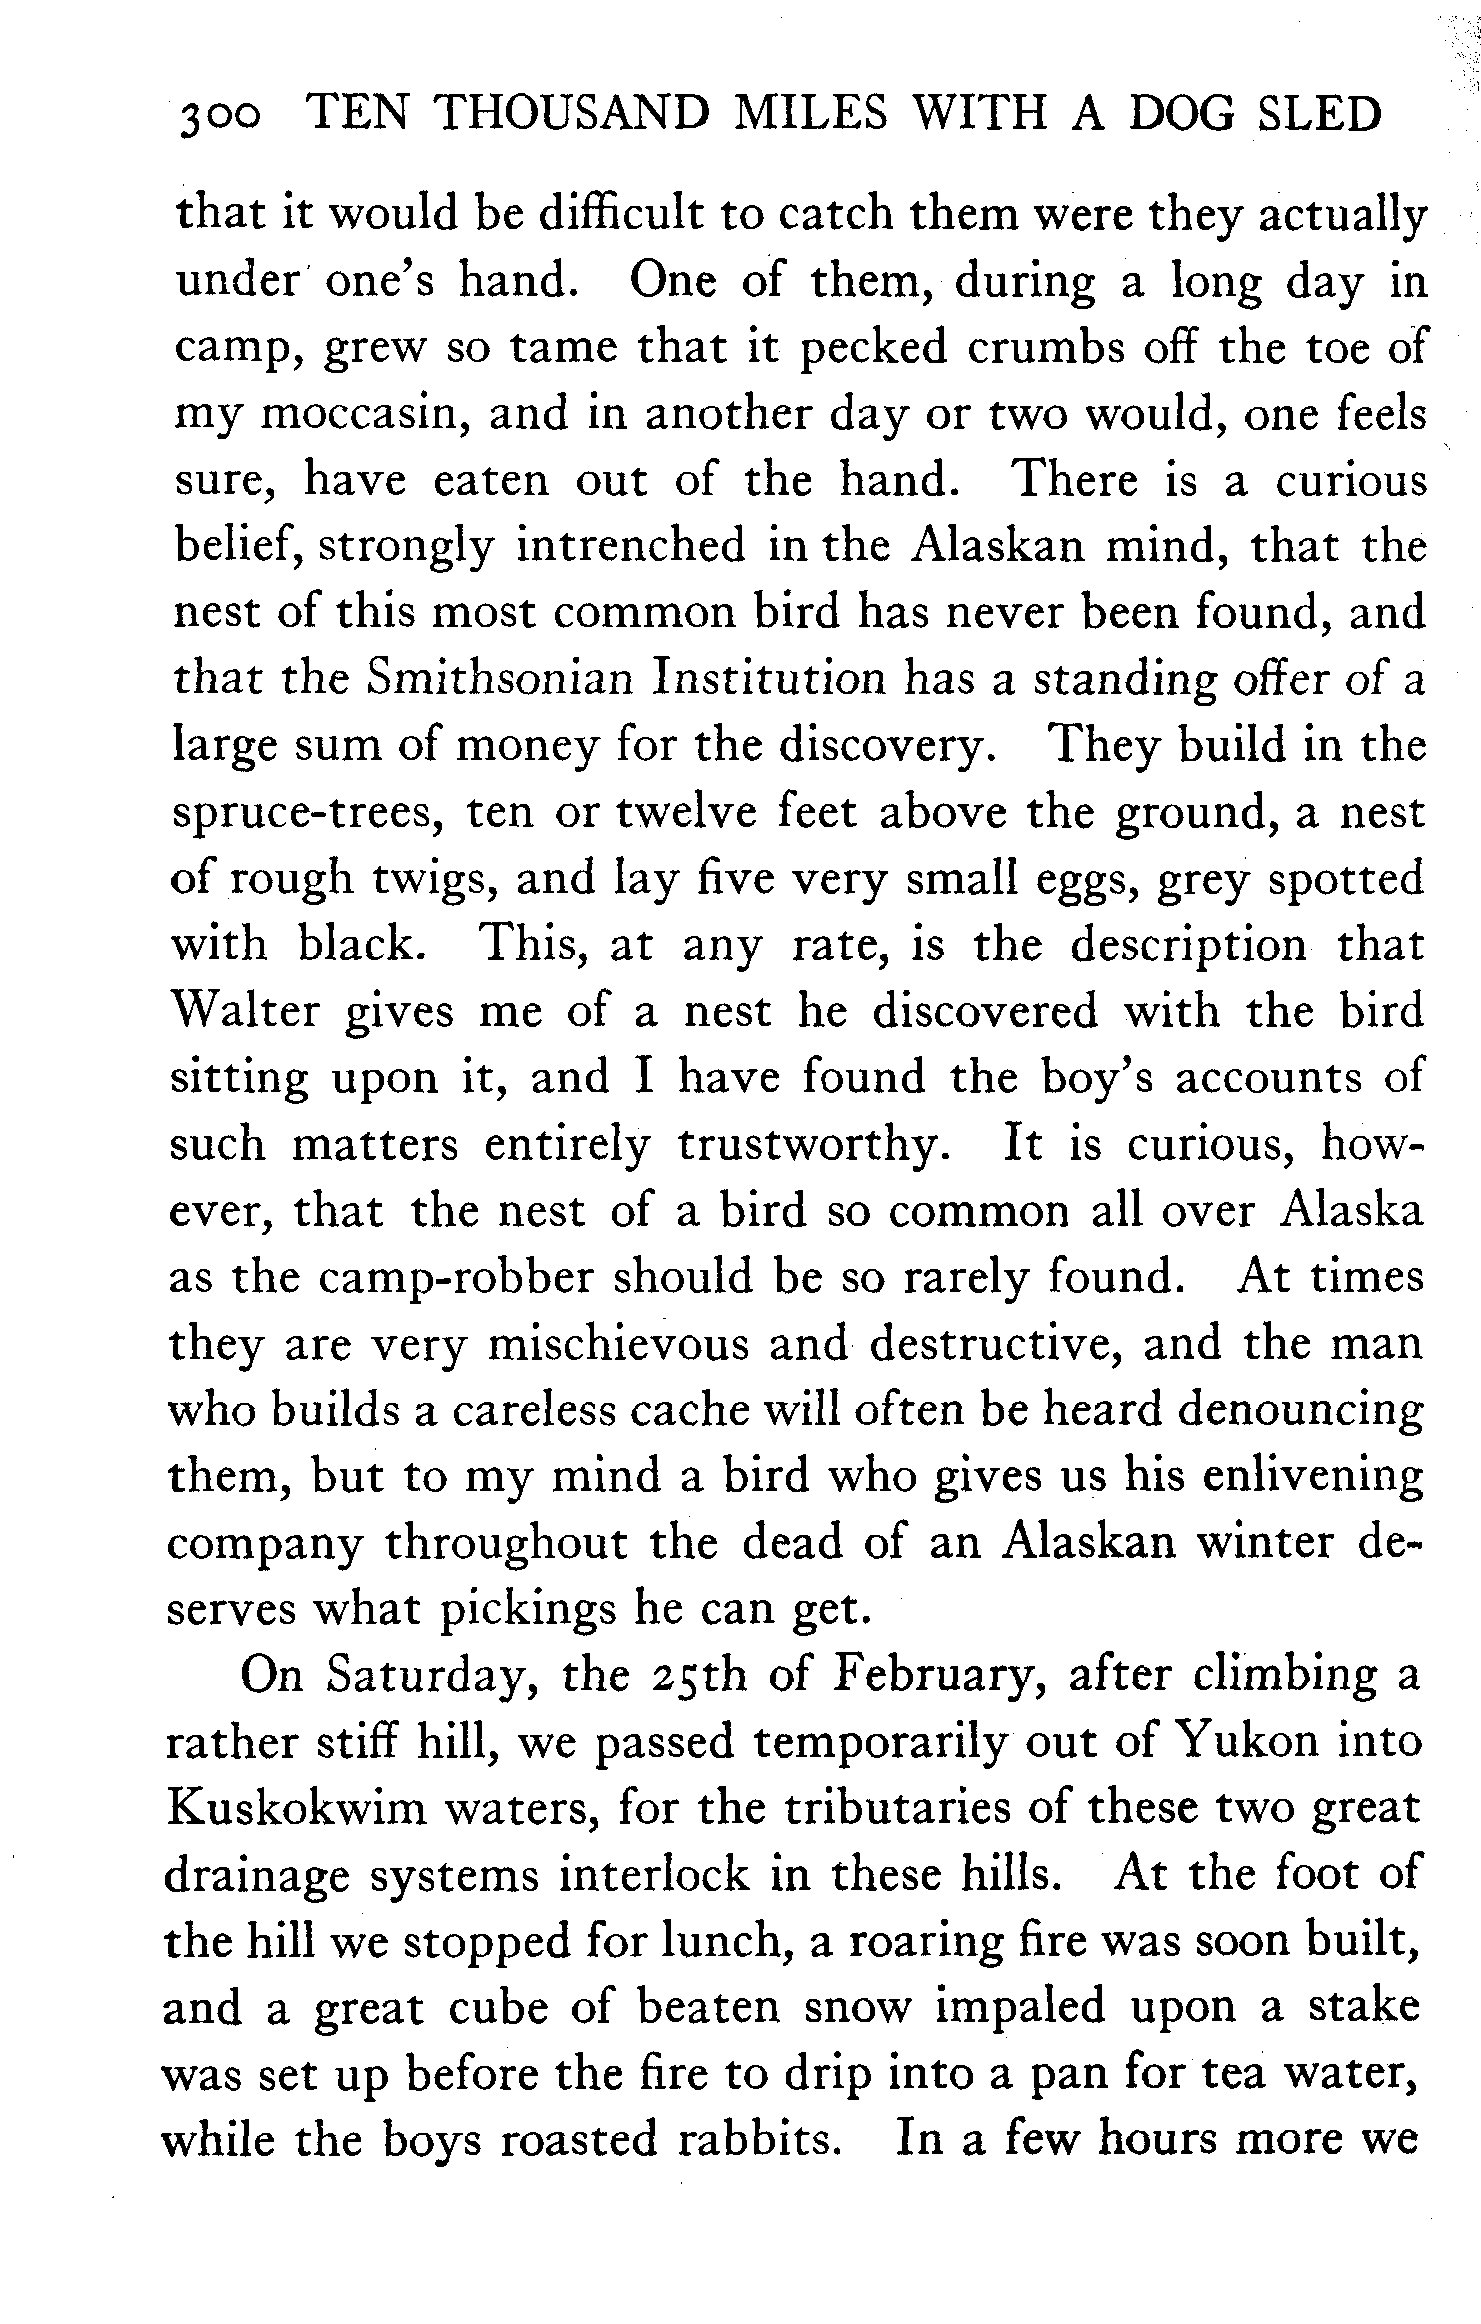 300 TEN THOUSAND MILES WITH A DOG SLED
that it would be difficult to catch them were they actually
under one's hand. One of them, during a long day in
camp, grew so tame that it pecked crumbs off the toe of
my moccasin, and in another day or two would, one feels
sure, have eaten out of the hand. There is a curious
belief, strongly intrenched in the Alaskan mind, that the
nest of this most common bird has never been found, and
that the Smithsonian Institution has a standing offer of a
large sum of money for the discovery. They build in the
spruce-trees, ten or twelve feet above the ground, a nest
of rough twigs, and lay five very small eggs, grey spotted
with black. This, at any rate, is the description that
Walter gives me of a nest he discovered with the bird
sitting upon it, and I have found the boy's accounts of
such matters entirely trustworthy. It is curious, how-
ever, that the nest of a bird so common all over Alaska
as the camp-robber should be so rarely found. At times
they are very mischievous and destructive, and the man
who builds a careless cache will often be heard denouncing
them, but to my mind a bird who gives us his enlivening
company throughout the dead of an Alaskan winter de-
serves what pickings he can get.
On Saturday, the 25th of February, after climbing a
rather stiff hill, we passed temporarily out of Yukon into
Kuskokwim waters, for the tributaries of these two great
drainage systems interlock in these hills. At the foot of
the hill we stopped for lunch, a roaring fire was soon built,
and a great cube of beaten snow impaled upon a stake
was set up before the fire to drip into a pan for tea water,
while the boys roasted rabbits. In a few hours more we